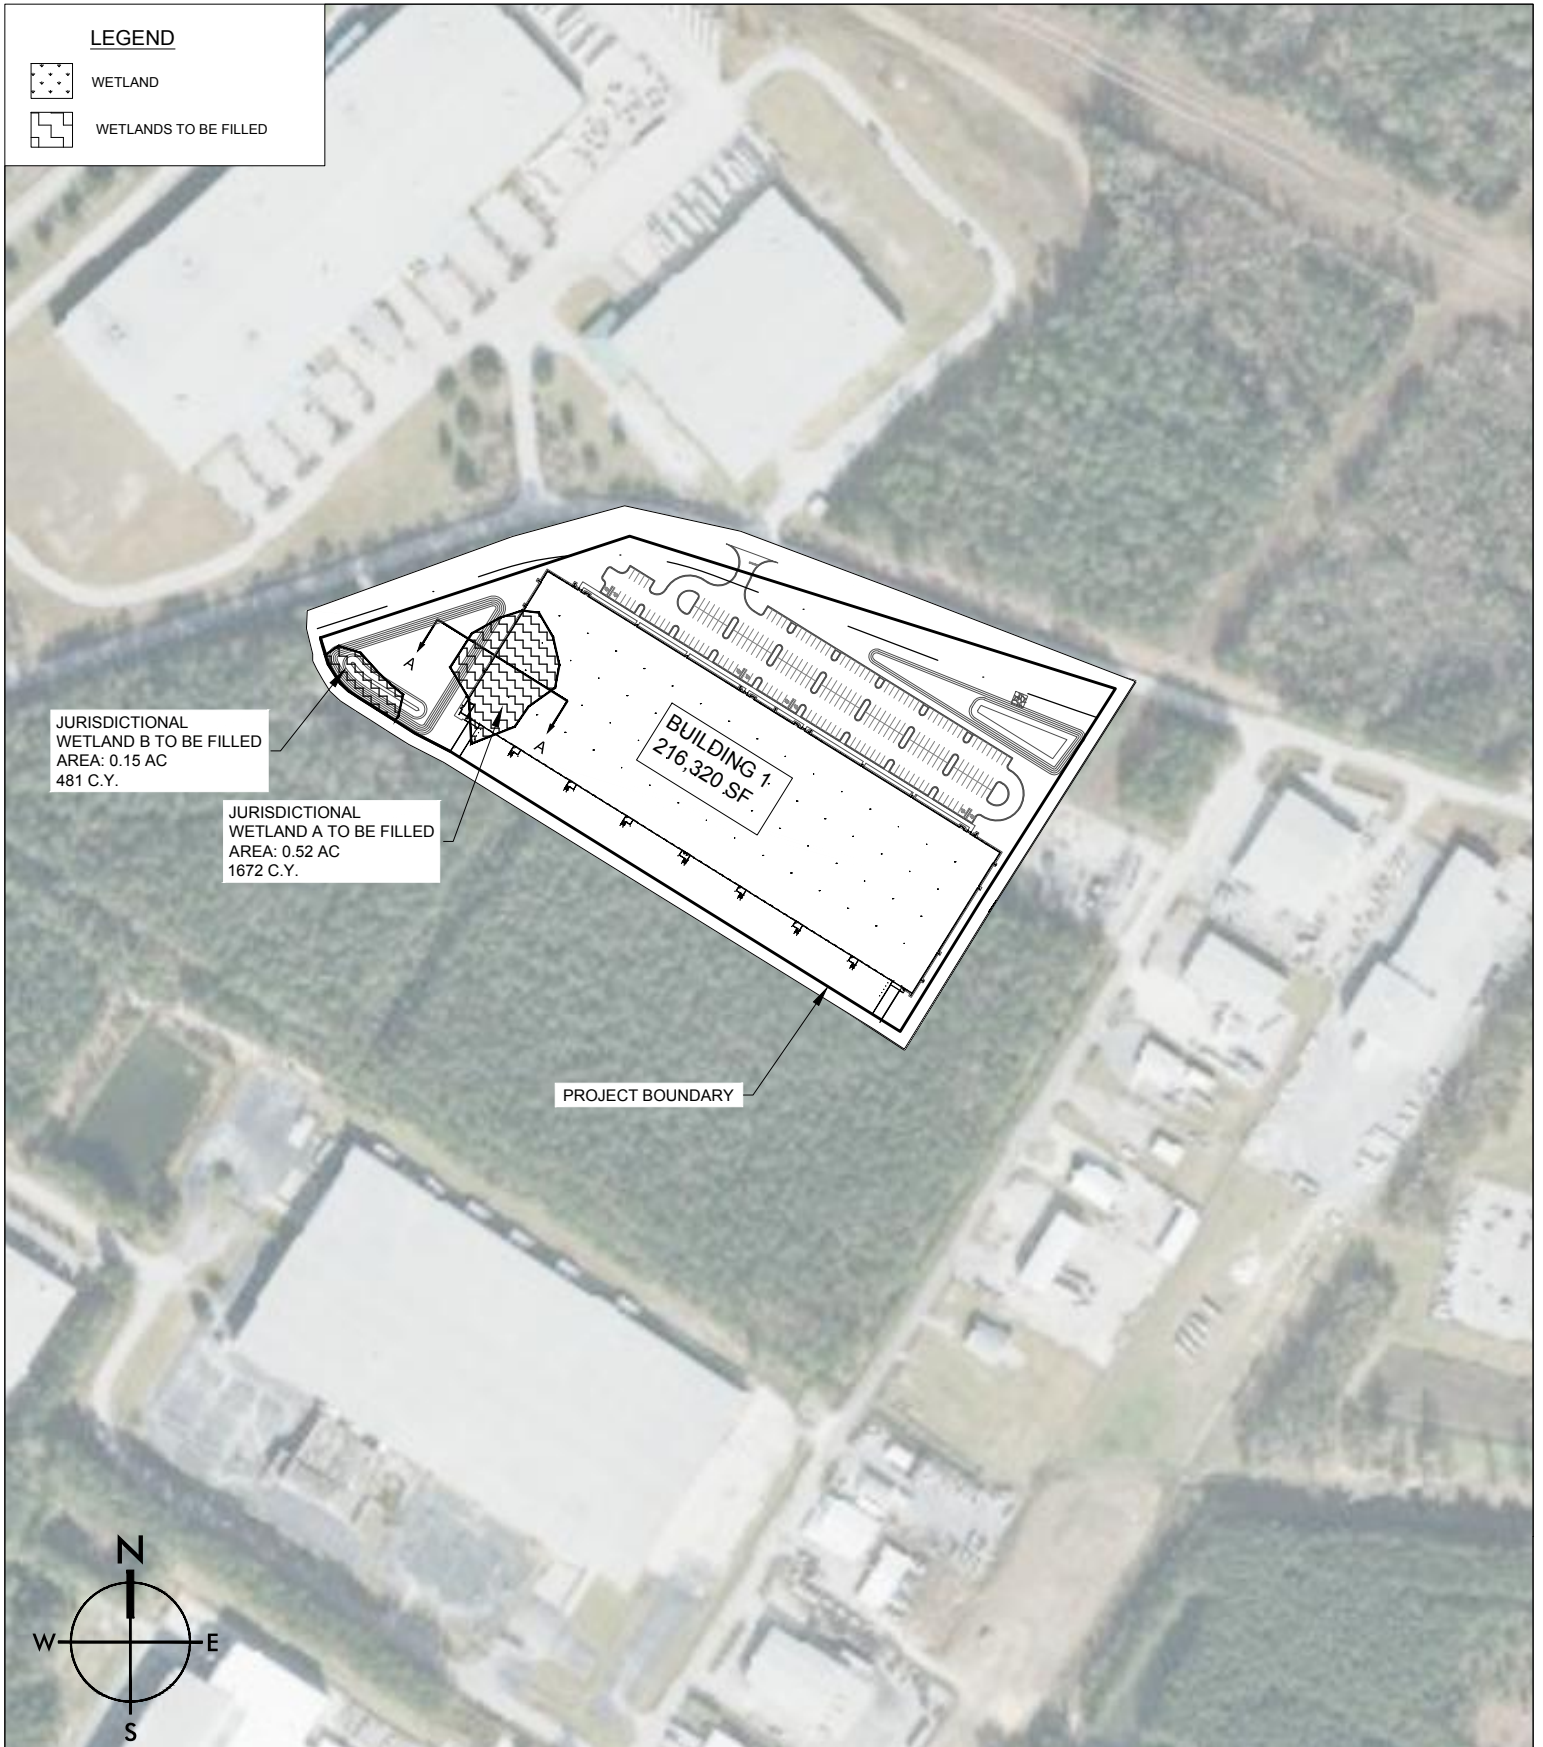 LEGEND
WETLAND
WETLANDS TO BE FILLED
A
A
BUILDING 1
216,320 SF
JURISDICTIONAL
WETLAND B TO BE FILLED
AREA: 0.15 AC
481 C.Y.
JURISDICTIONAL
WETLAND A TO BE FILLED
AREA: 0.52 AC
1672 C.Y.
PROJECT BOUNDARY
N
W E
S